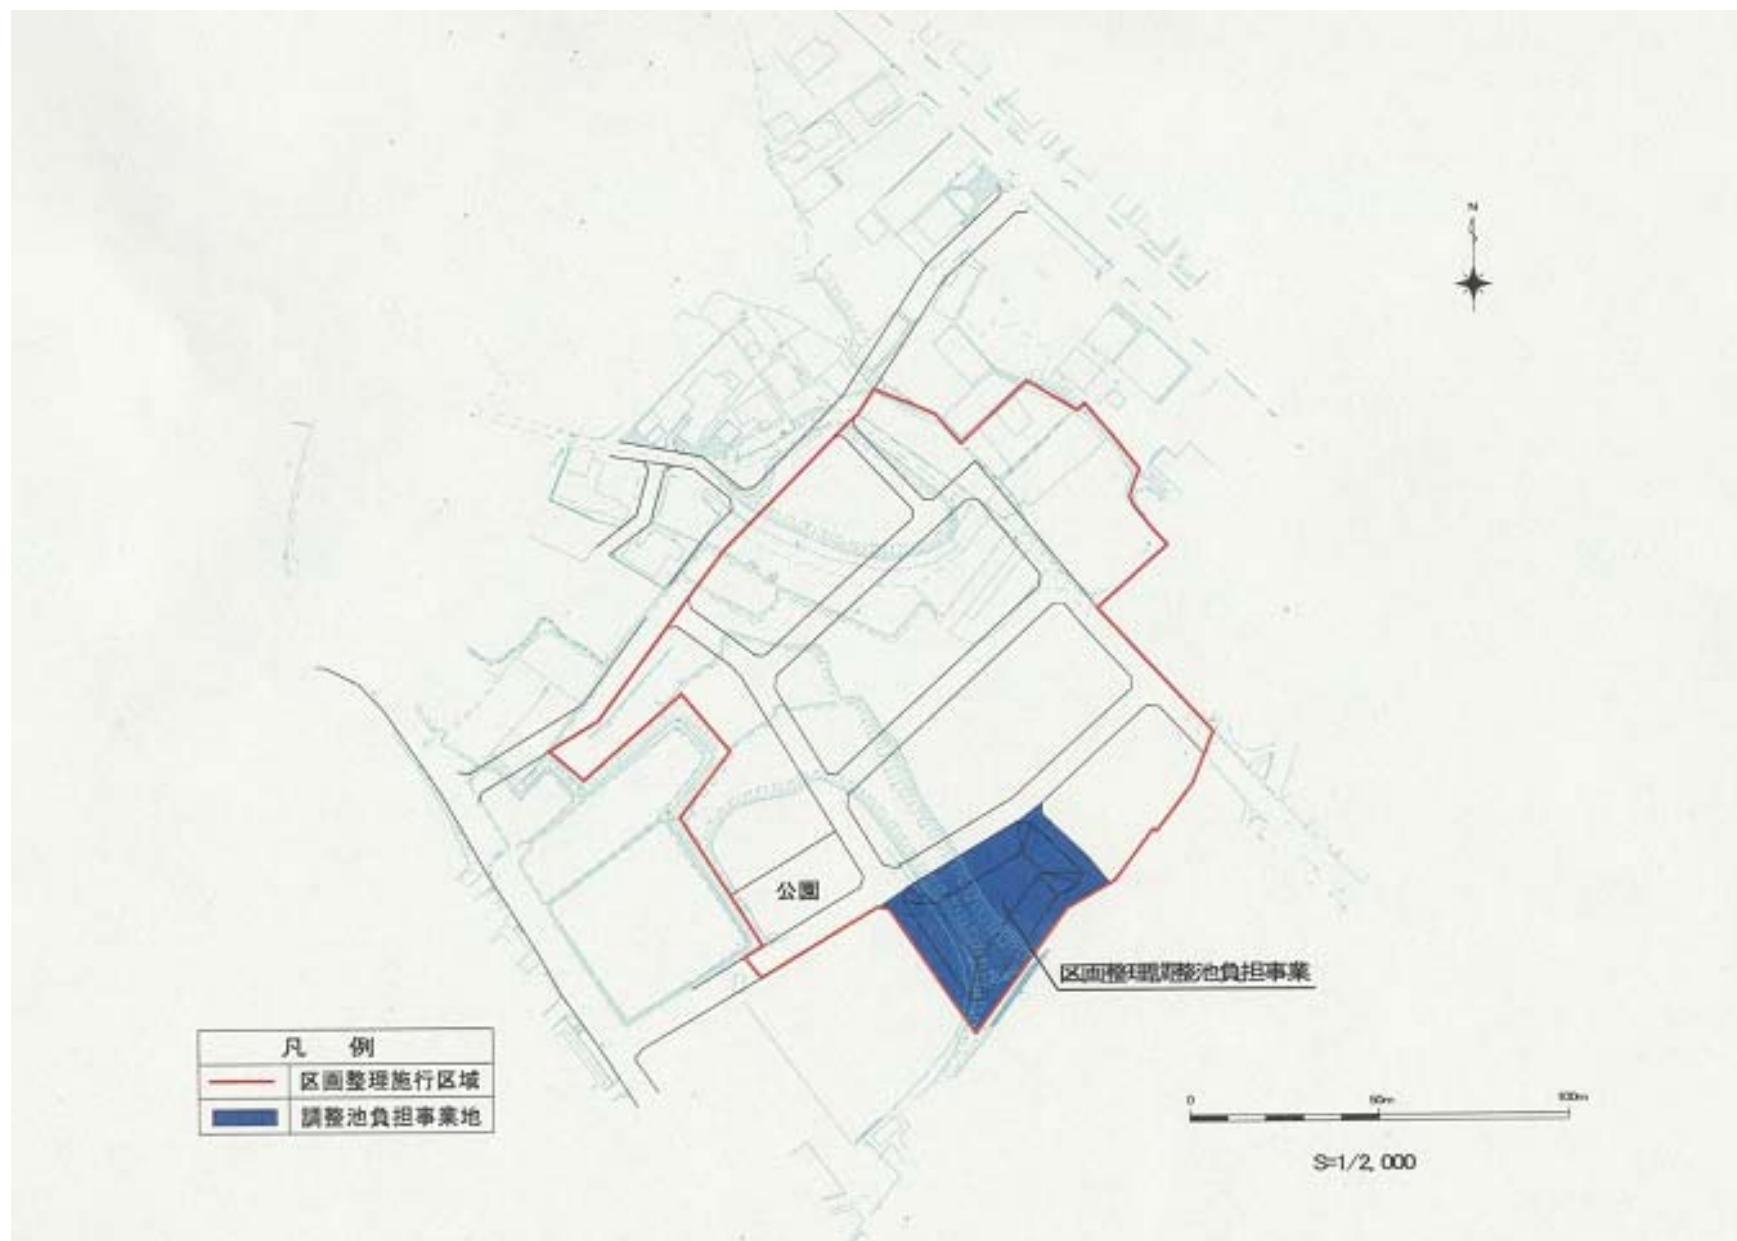 N
公園
区画整理調整池負担事業
凡 例
区画整理施行区域
調整池負担事業地
0 50m 100m
S=1/2,000